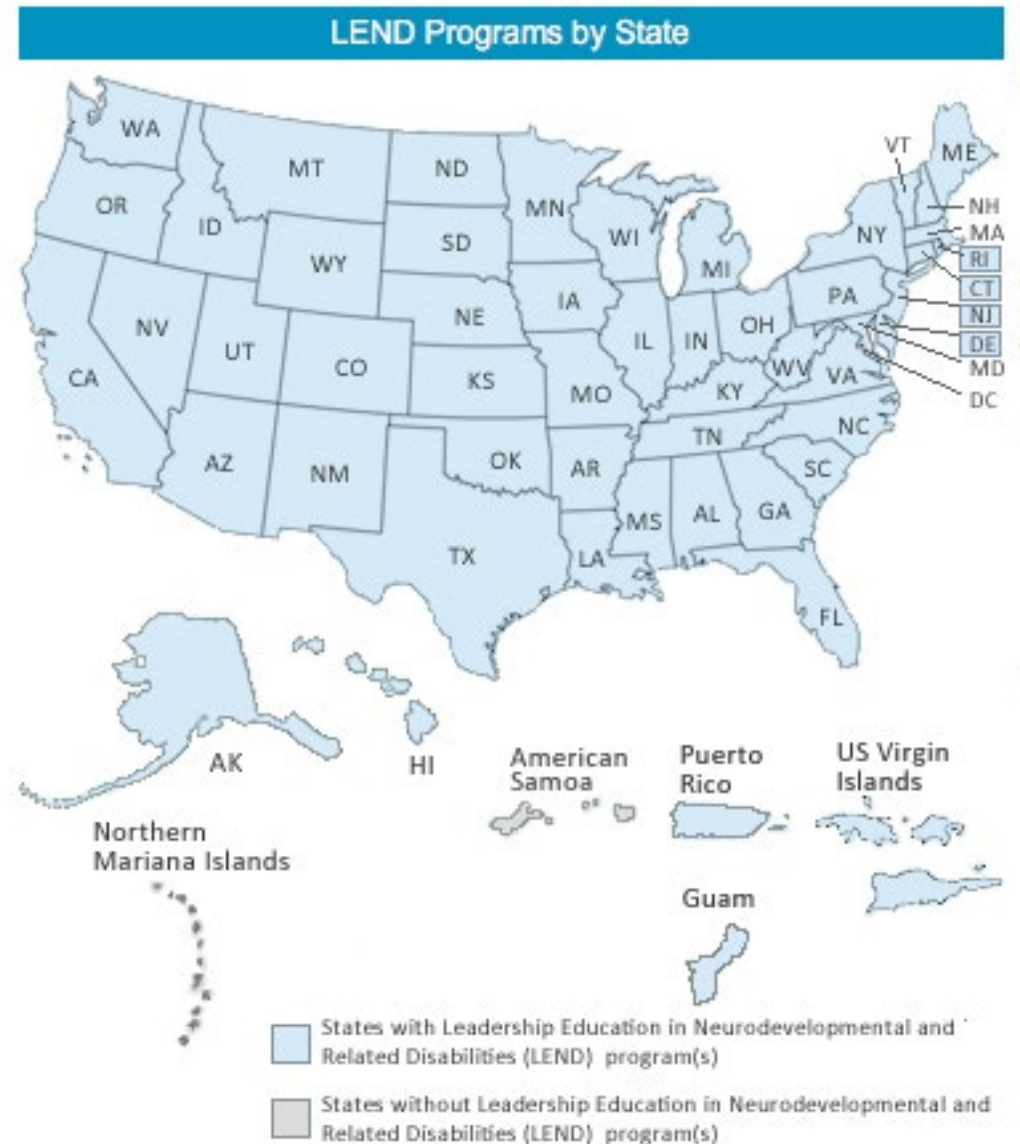 LEND Programs by State
WA
MT
ND
MN
VT
ME
OR
ID
SD
WI
NY
NH
MA
WY
MI
RI
IA
PA
CT
NE
NV
UT
CO
IL
IN
OH
NJ
DE
CA
KS
MO
WV
VA
MD
KY
DC
TN
NC
AZ
NM
OK
AR
SC
MS
AL
GA
TX
LA
FL
AK
HI
American
Samoa
Puerto
Rico
US Virgin
Islands
Northern
Mariana Islands
Guam
States with Leadership Education in Neurodevelopmental and
Related Disabilities (LEND) program(s)
States without Leadership Education in Neurodevelopmental and
Related Disabilities (LEND) program(s)